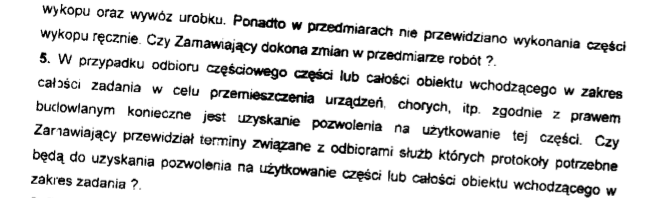 wykopu oraz wywóz urobku. Ponadto w przedmiarach nie przewidziano wykonania części
wykopu ręcznie. Czy Zamawiający dokona zmian w przedmiarze robót ?.
5. W przypadku odbioru częściowego części lub całości obiektu wchodzącego w zakres
całości zadania w celu przemieszczenia urządzeń, chorych, itp. zgodnie z prawem
budowlanym konieczne jest uzyskanie pozwolenia na użytkowanie tej części. Czy
Zamawiający przewidział terminy związane z odbiorami służb których protokoły potrzebne
będą do uzyskania pozwolenia na użytkowanie części lub całości obiektu wchodzącego w
zakres zadania ?.